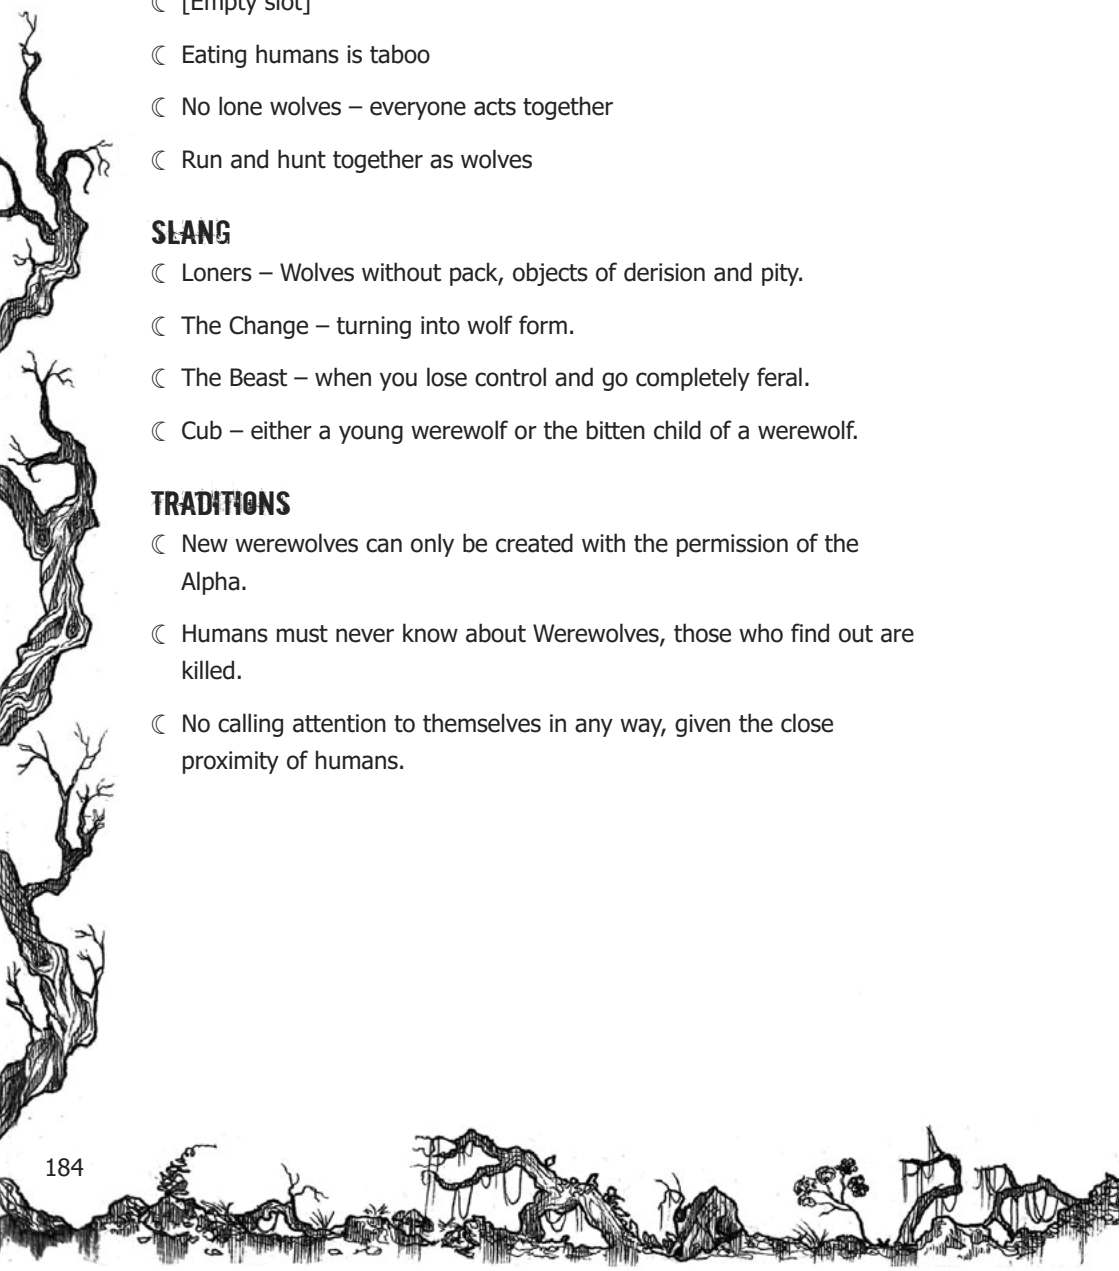 ☾ [Empty slot]
☾ Eating humans is taboo
☾ No lone wolves – everyone acts together
☾ Run and hunt together as wolves
SLANG
☾ Loners – Wolves without pack, objects of derision and pity.
☾ The Change – turning into wolf form.
☾ The Beast – when you lose control and go completely feral.
☾ Cub – either a young werewolf or the bitten child of a werewolf.
TRADITIONS
☾ New werewolves can only be created with the permission of the
Alpha.
☾ Humans must never know about Werewolves, those who find out are
killed.
☾ No calling attention to themselves in any way, given the close
proximity of humans.
184